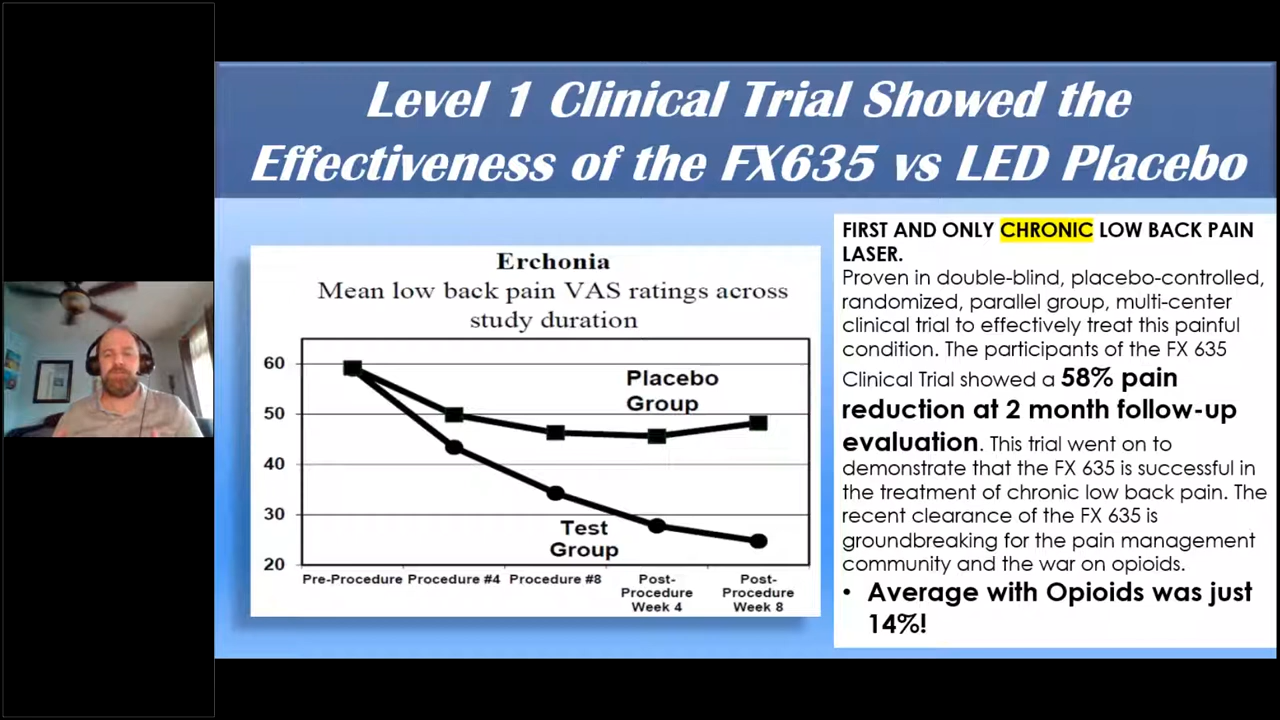 Level 1 Clinical Trial Showed the
Effectiveness of the FX635 vs LED Placebo
Erchonia
Mean low back pain VAS ratings across
study duration
60
50
40
30
20
Placebo
Group
Test
Group
Pre-Procedure
Procedure #4
Procedure #8
Post-
Procedure
Week 4
Post-
Procedure
Week 8
FIRST AND ONLY CHRONIC LOW BACK PAIN
LASER.
Proven in double-blind, placebo-controlled,
randomized, parallel group, multi-center
clinical trial to effectively treat this painful
condition. The participants of the FX 635
Clinical Trial showed a 58% pain
reduction at 2 month follow-up
evaluation. This trial went on to
demonstrate that the FX 635 is successful in
the treatment of chronic low back pain. The
recent clearance of the FX 635 is
groundbreaking for the pain management
community and the war on opioids.
• Average with Opioids was just
14%!